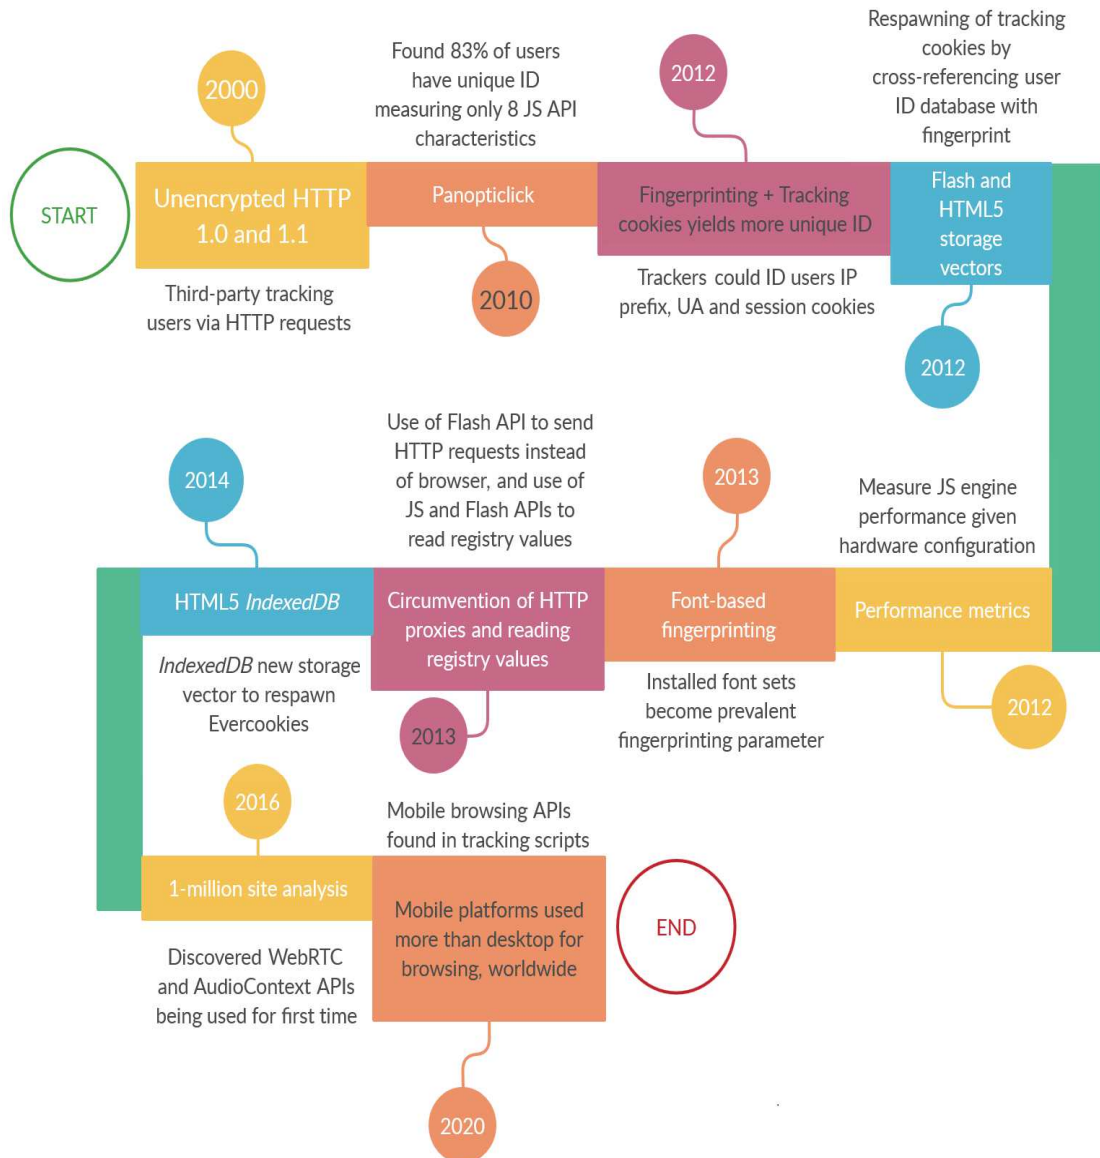 START
2000
Unencrypted HTTP
1.0 and 1.1
Third-party tracking
users via HTTP requests
Found 83% of users
have unique ID
measuring only 8 JS API
characteristics
Panopticlick
2010
2012
Fingerprinting + Tracking
cookies yields more unique ID
Trackers could ID users IP
prefix, UA and session cookies
Respawning of tracking
cookies by
cross-referencing user
ID database with
fingerprint
Flash and
HTML5
storage
vectors
2012
Measure JS engine
performance given
hardware configuration
Performance metrics
2012
2013
Font-based
fingerprinting
Installed font sets
become prevalent
fingerprinting parameter
Use of Flash API to send
HTTP requests instead
of browser, and use of
JS and Flash APIs to
read registry values
Circumvention of HTTP
proxies and reading
registry values
2013
2014
HTML5 IndexedDB
IndexedDB new storage
vector to respawn
Evercookies
2016
1-million site analysis
Discovered WebRTC
and AudioContext APIs
being used for first time
Mobile browsing APIs
found in tracking scripts
Mobile platforms used
more than desktop for
browsing, worldwide
2020
END